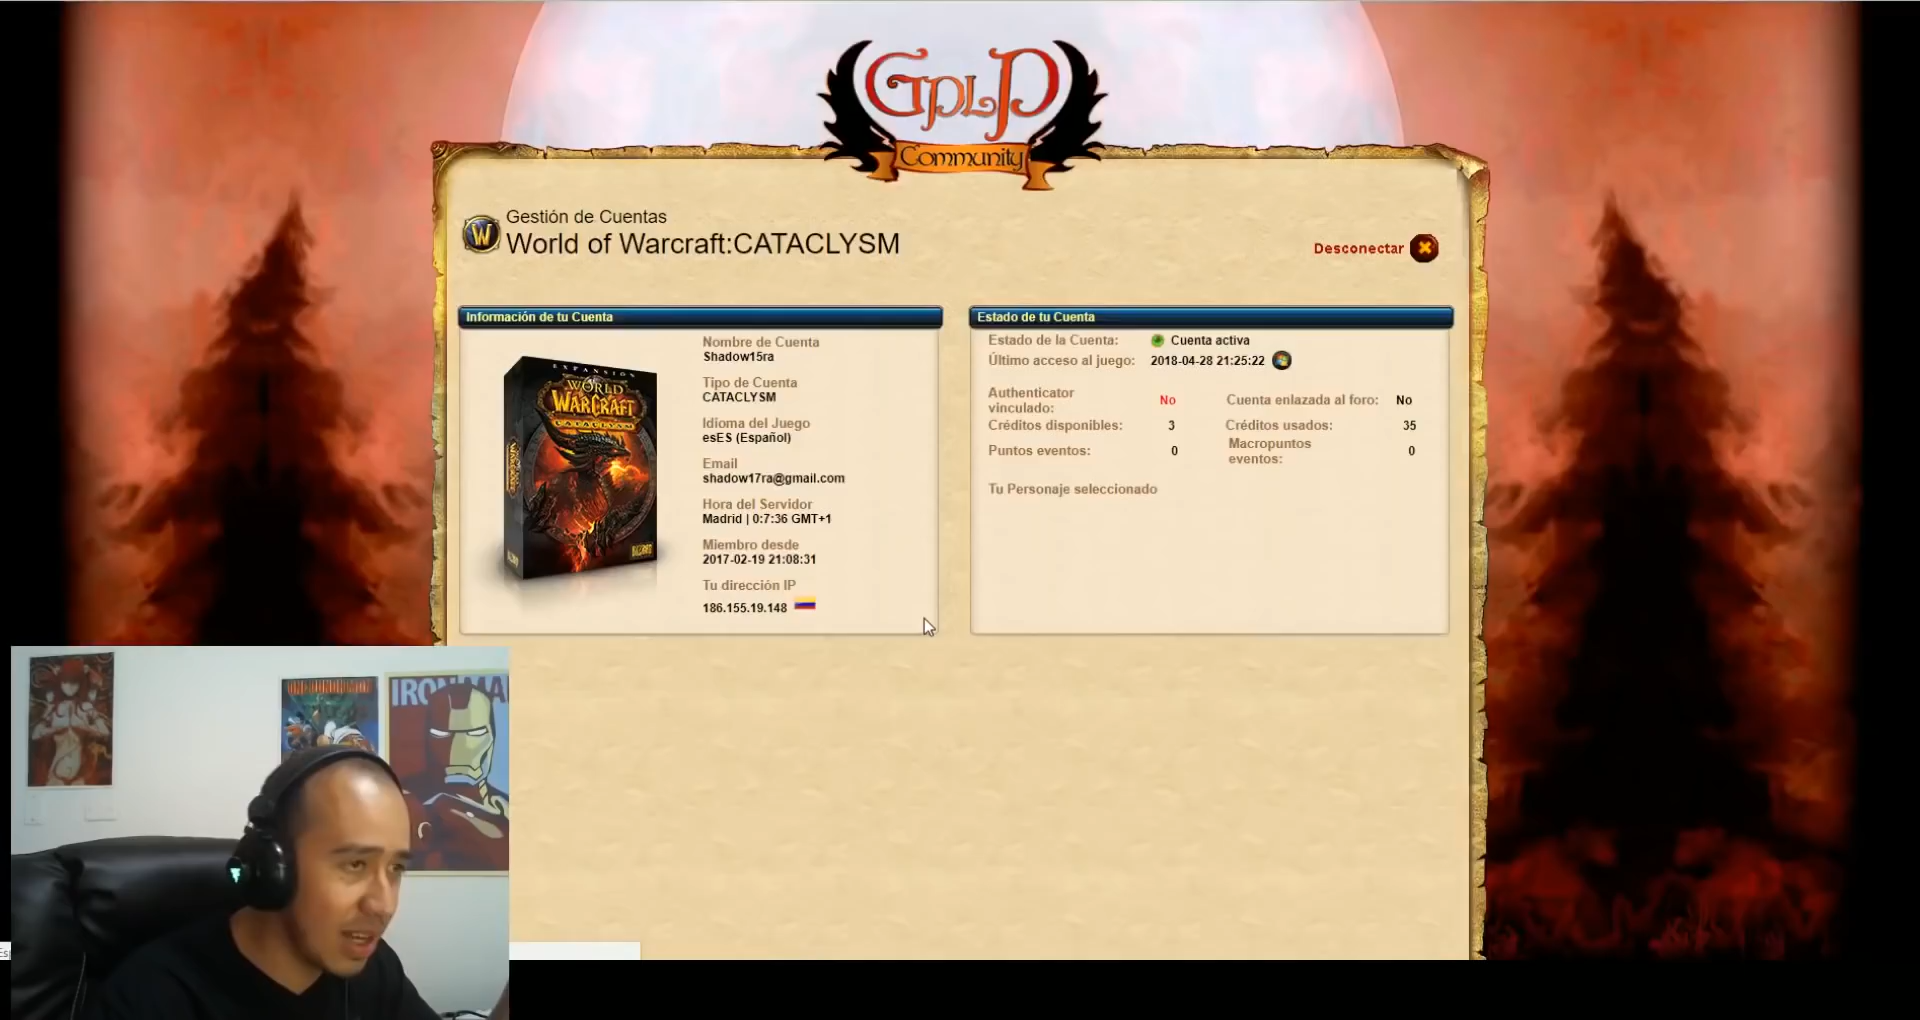 GPLP
Community
Gestión de Cuentas
World of Warcraft:CATACLYSM
Desconectar
Información de tu Cuenta
EXPANSION
WORLD
WARCRAFT
CATACLYSM
Nombre de Cuenta
Shadow15ra
Tipo de Cuenta
CATACLYSM
Idioma del Juego
esES (Español)
Email
shadow17ra@gmail.com
Hora del Servidor
Madrid | 0:7:36 GMT+1
Miembro desde
2017-02-19 21:08:31
Tu dirección IP
186.155.19.148
Estado de tu Cuenta
Estado de la Cuenta: Cuenta activa
Último acceso al juego: 2018-04-28 21:25:22
Authenticator
vinculado: No Cuenta enlazada al foro: No
Créditos disponibles: 3 Créditos usados: 35
Puntos eventos: 0 Macropuntos
eventos: 0
Tu Personaje seleccionado
IRON MA